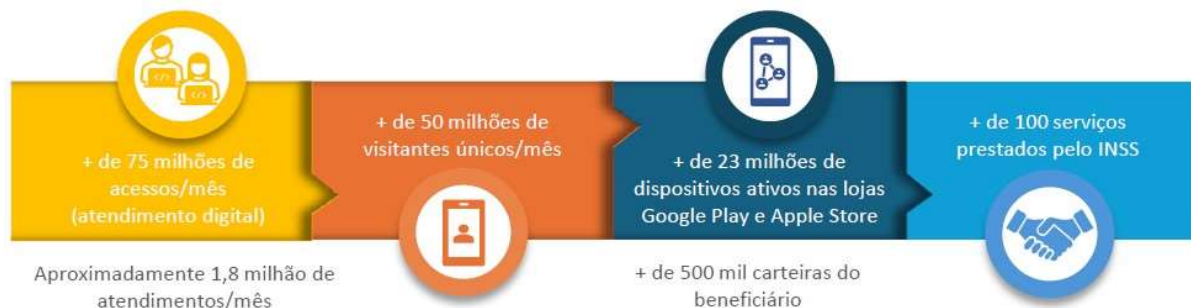 + de 75 milhões de
acessos/mês
(atendimento digital)
Aproximadamente 1,8 milhão de
atendimentos/mês
+ de 50 milhões de
visitantes únicos/mês
+ de 23 milhões de
dispositivos ativos nas lojas
Google Play e Apple Store
+ de 500 mil carteiras do
beneficiário
+ de 100 serviços
prestados pelo INSS